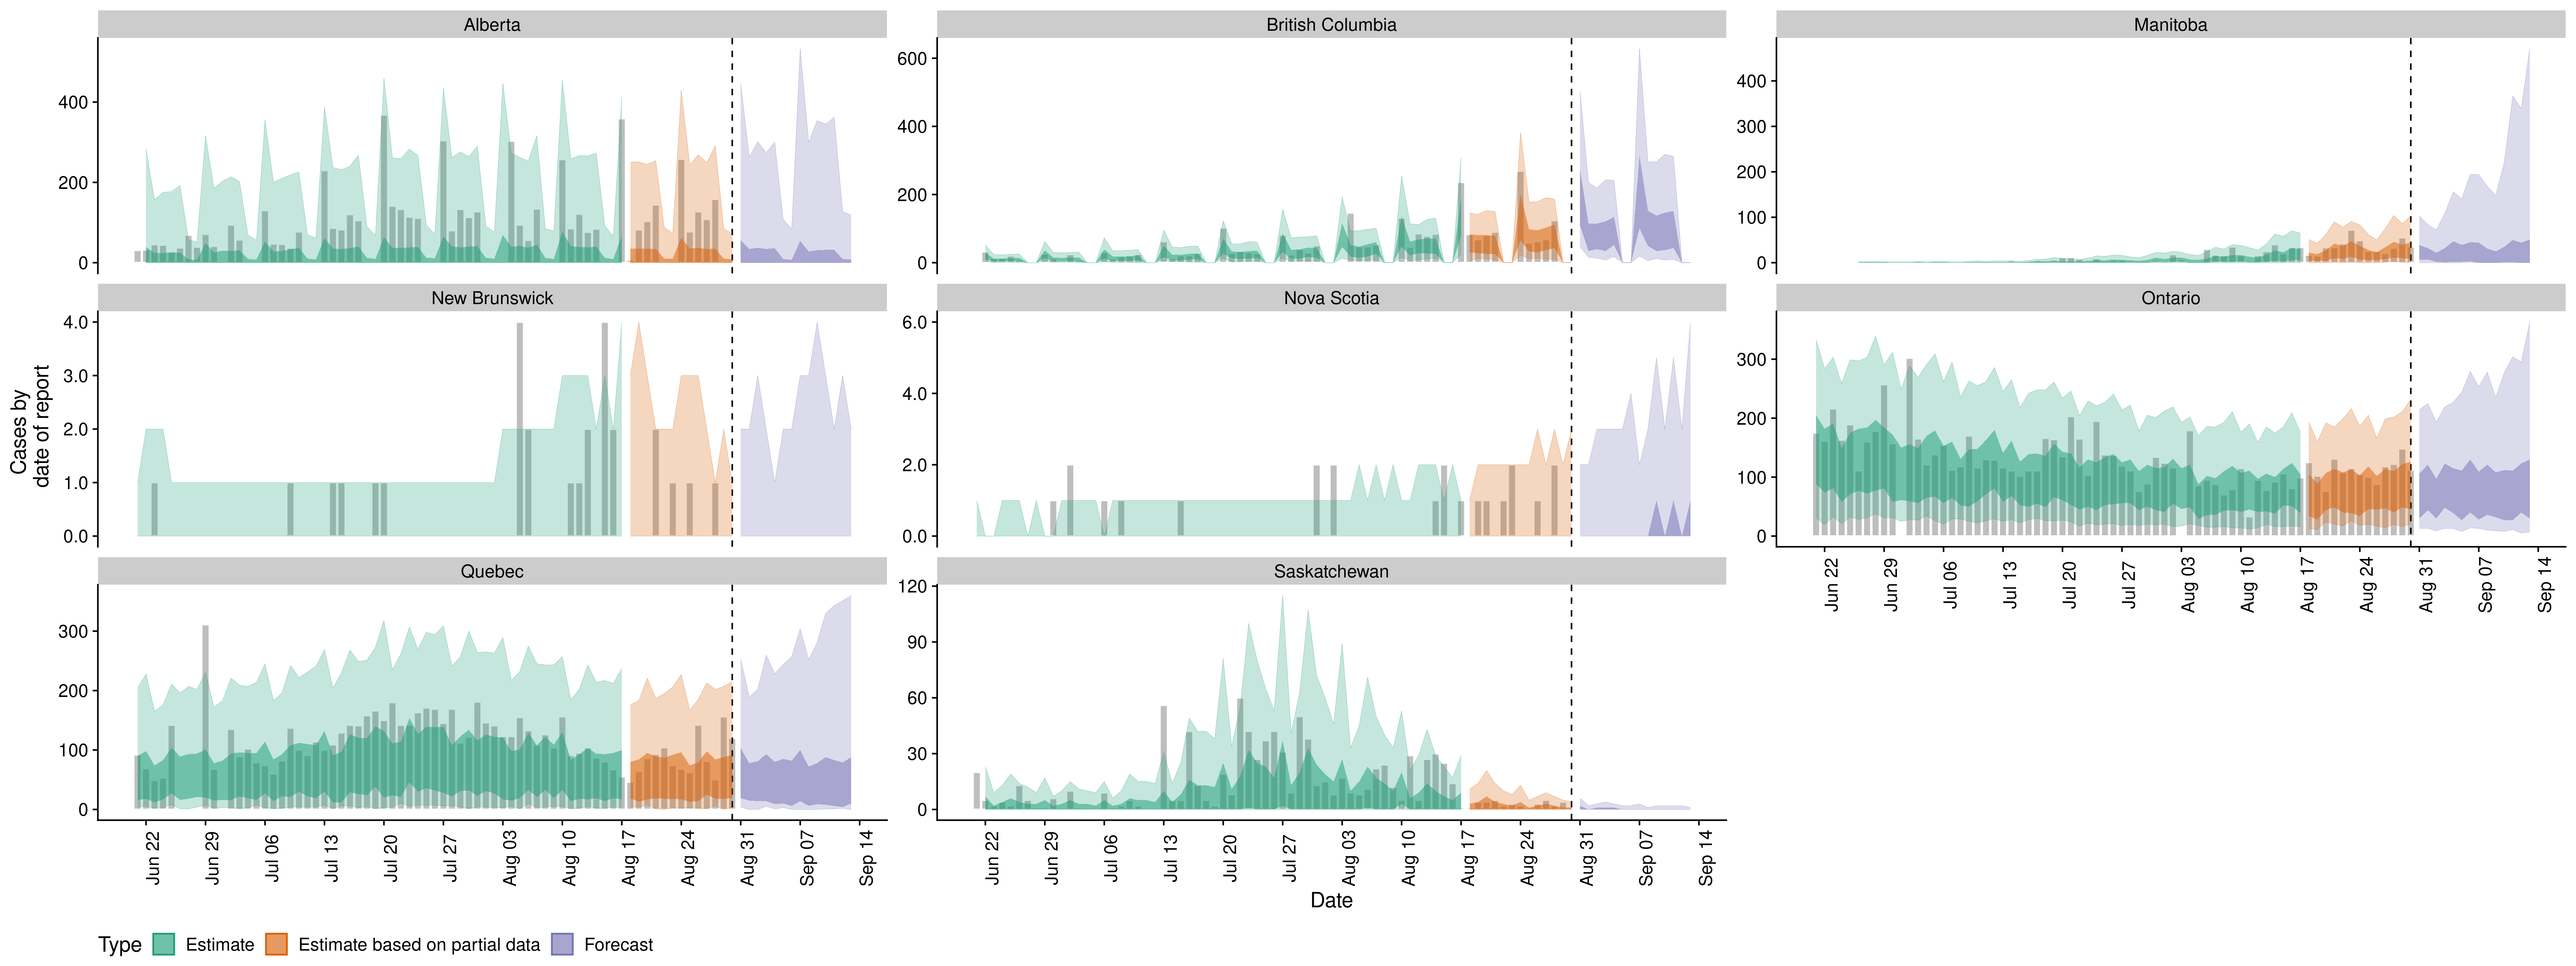 Alberta
British Columbia
Manitoba
400
200
0
600
400
200
0
400
300
200
100
0
New Brunswick
Nova Scotia
Ontario
Cases by
date of report
4.0
3.0
2.0
1.0
0.0
6.0
4.0
2.0
0.0
300
200
100
0
Jun 22
Jun 29
Jul 06
Jul 13
Jul 20
Jul 27
Aug 03
Aug 10
Aug 17
Aug 24
Aug 31
Sep 07
Sep 14
Quebec
Saskatchewan
300
200
100
0
120
90
60
30
0
Jun 22
Jun 29
Jul 06
Jul 13
Jul 20
Jul 27
Aug 03
Aug 10
Aug 17
Aug 24
Aug 31
Sep 07
Sep 14
Jun 22
Jun 29
Jul 06
Jul 13
Jul 20
Jul 27
Aug 03
Aug 10
Aug 17
Aug 24
Aug 31
Sep 07
Sep 14
Date
Type Estimate Estimate based on partial data Forecast